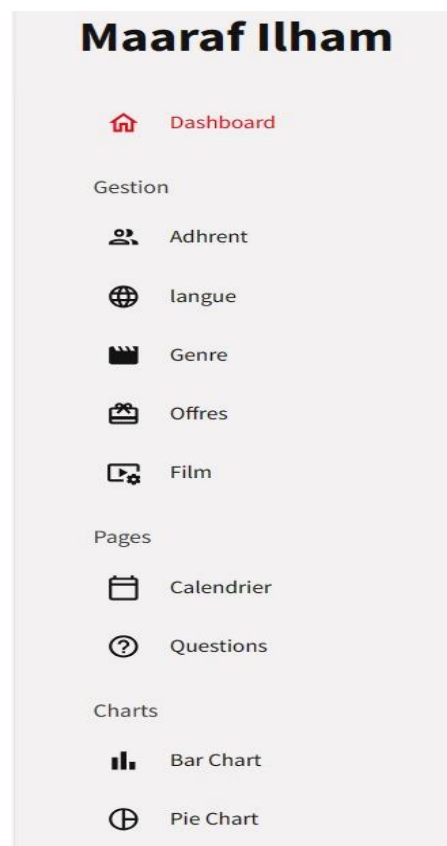 Maaraf Ilham
Dashboard
Gestion
Adhrent
langue
Genre
Offres
Film
Pages
Calendrier
Questions
Charts
Bar Chart
Pie Chart